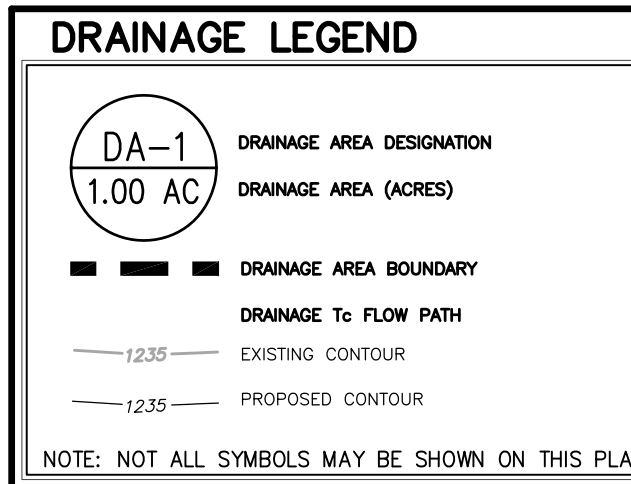 DRAINAGE LEGEND
DA-1
DRAINAGE AREA DESIGNATION
1.00 AC
DRAINAGE AREA (ACRES)
DRAINAGE AREA BOUNDARY
DRAINAGE Tc FLOW PATH
1235
EXISTING CONTOUR
1235
PROPOSED CONTOUR
NOTE: NOT ALL SYMBOLS MAY BE SHOWN ON THIS PLA